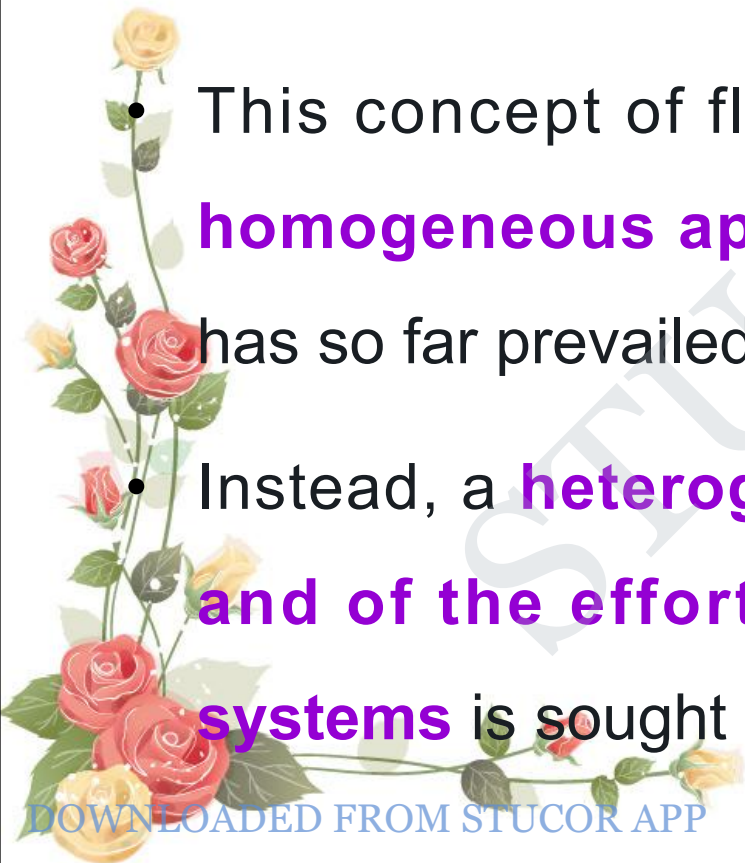 • This concept of fl
homogeneous ap
has so far prevailed
• Instead, a heterog
and of the effort
systems is sought
STU
DOWNLOADED FROM STUCOR APP